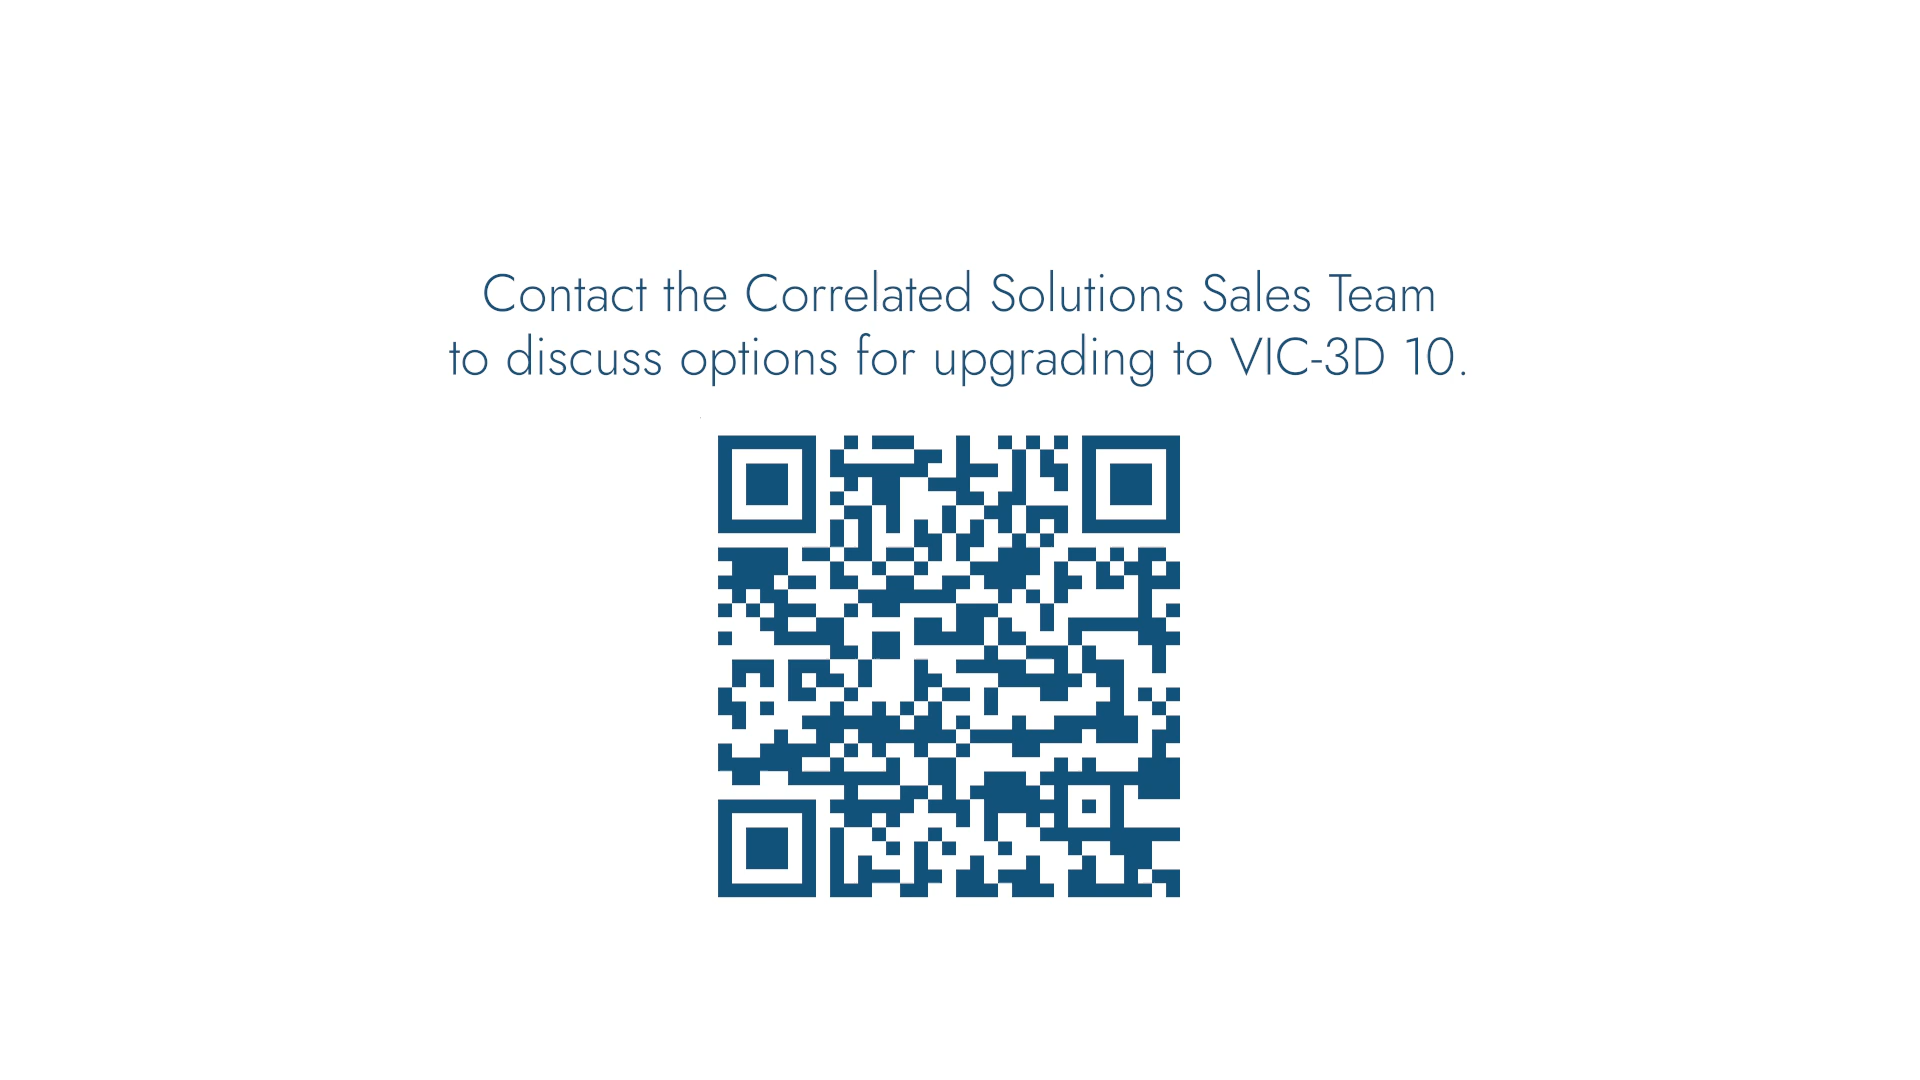 Contact the Correlated Solutions Sales Team
to discuss options for upgrading to VIC-3D 10.